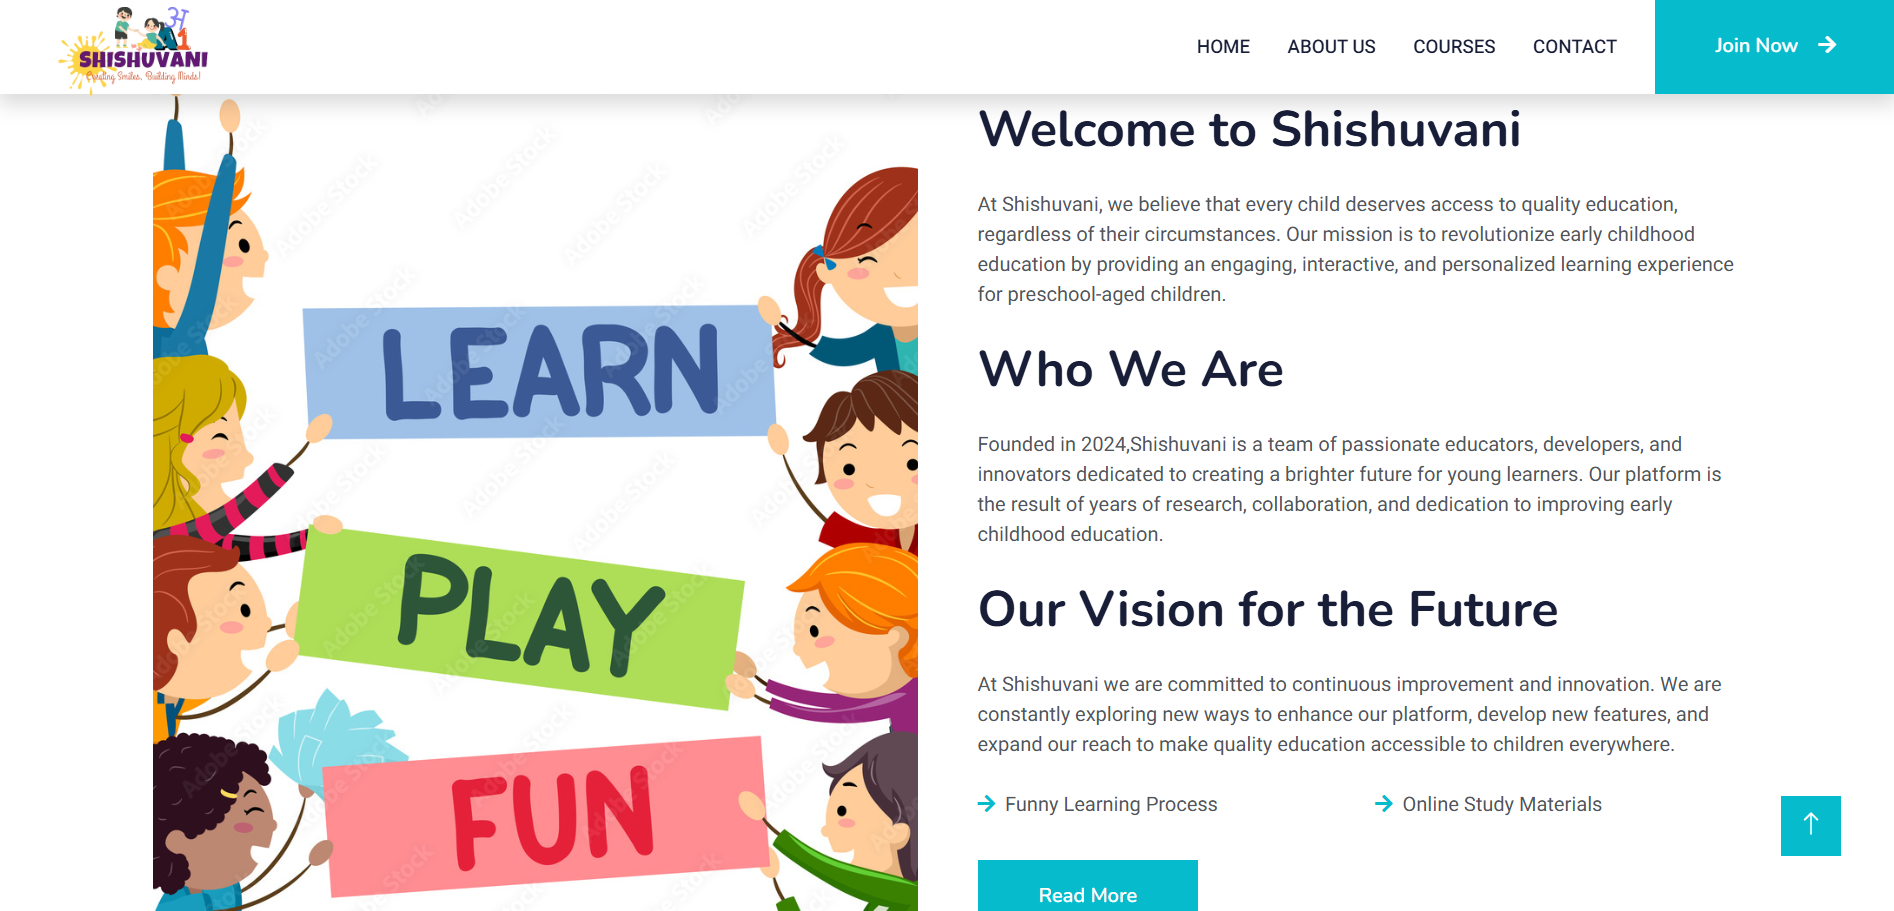 अ
A1
SHISHUVANI
Creating Smiles, Building Minds!
HOME ABOUT US COURSES CONTACT
Join Now
LEARN
PLAY
FUN
Adobe Stock
Welcome to Shishuvani
At Shishuvani, we believe that every child deserves access to quality education,
regardless of their circumstances. Our mission is to revolutionize early childhood
education by providing an engaging, interactive, and personalized learning experience
for preschool-aged children.
Who We Are
Founded in 2024,Shishuvani is a team of passionate educators, developers, and
innovators dedicated to creating a brighter future for young learners. Our platform is
the result of years of research, collaboration, and dedication to improving early
childhood education.
Our Vision for the Future
At Shishuvani we are committed to continuous improvement and innovation. We are
constantly exploring new ways to enhance our platform, develop new features, and
expand our reach to make quality education accessible to children everywhere.
Funny Learning Process
Online Study Materials
Read More